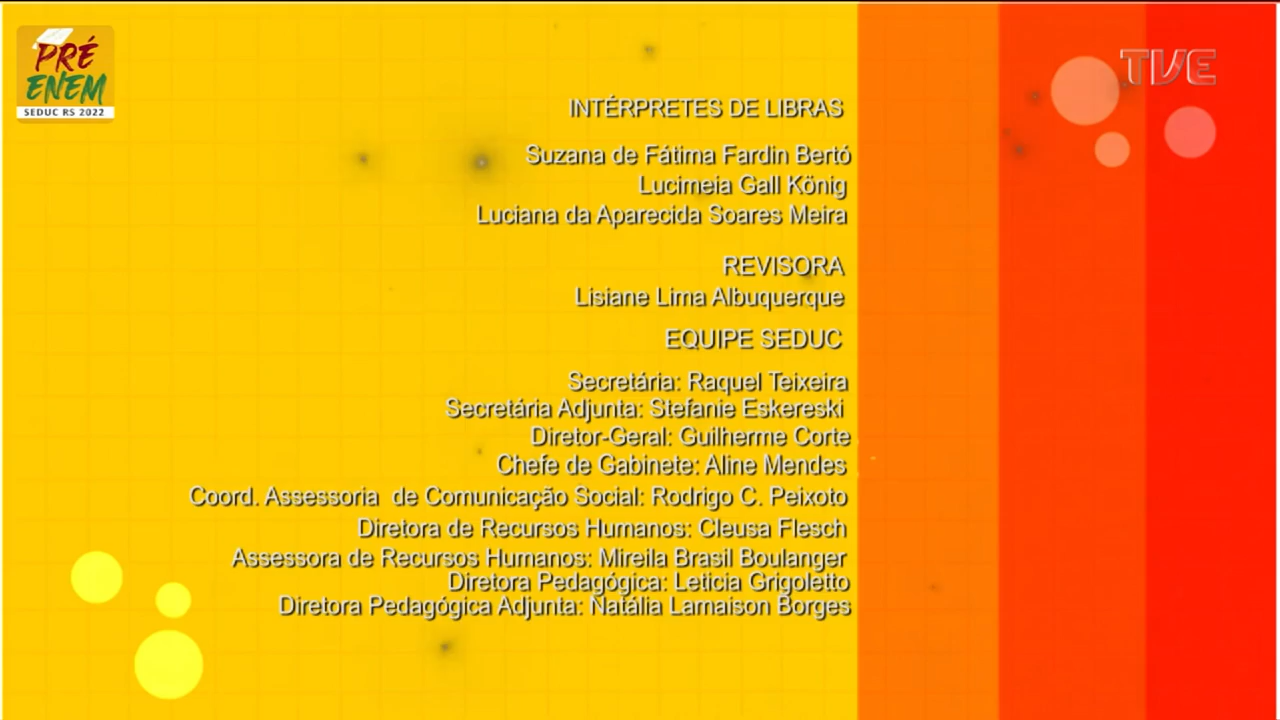 PRÉ
ENEM
SEDUC RS 2022
TVE
INTÉRPRETES DE LIBRAS
Suzana de Fátima Fardin Bertó
Lucimeia Gall König
Luciana da Aparecida Soares Meira
REVISORA
Lisiane Lima Albuquerque
EQUIPE SEDUC
Secretária: Raquel Teixeira
Secretária Adjunta: Stefanie Eskereski
Diretor-Geral: Guilherme Corte
Chefe de Gabinete: Aline Mendes
Coord. Assessoria de Comunicação Social: Rodrigo C. Peixoto
Diretora de Recursos Humanos: Cleusa Flesch
Assessora de Recursos Humanos: Mireila Brasil Boulanger
Diretora Pedagógica: Leticia Grigoletto
Diretora Pedagógica Adjunta: Natália Lamaison Borges